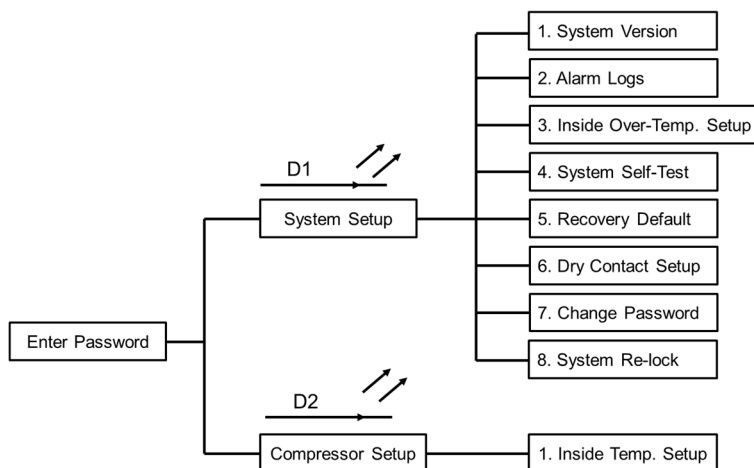 1. System Version
2. Alarm Logs
3. Inside Over-Temp. Setup
D1
4. System Self-Test
System Setup
5. Recovery Default
6. Dry Contact Setup
7. Change Password
Enter Password
8. System Re-lock
D2
Compressor Setup
1. Inside Temp. Setup